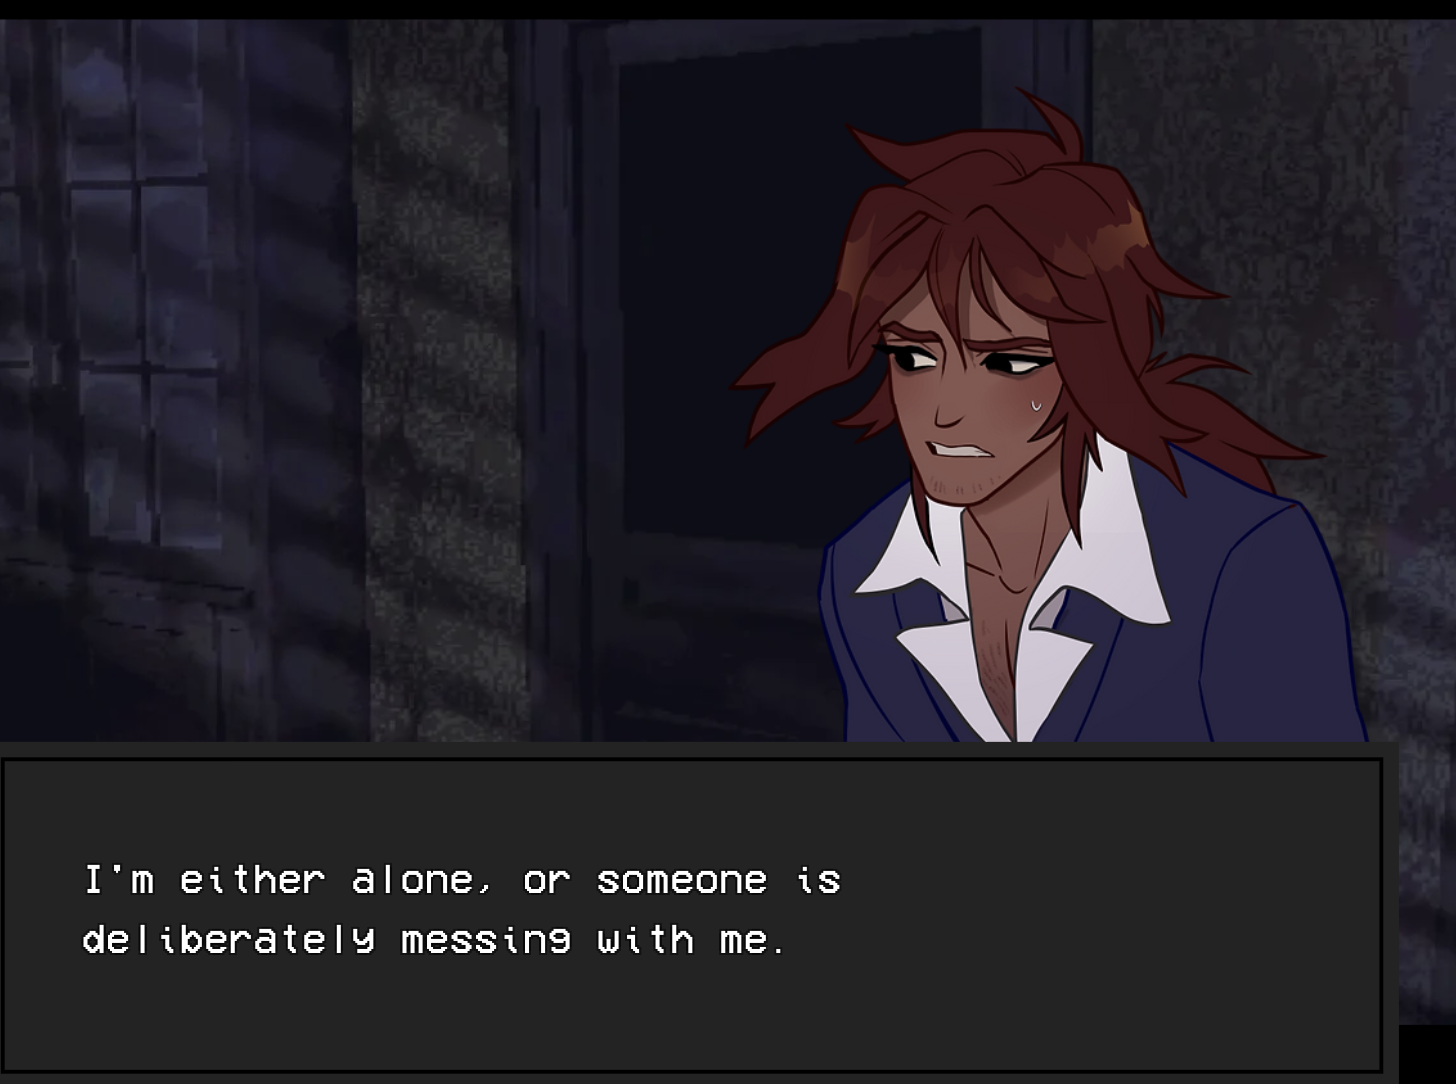 I'm either alone, or someone is
deliberately messing with me.